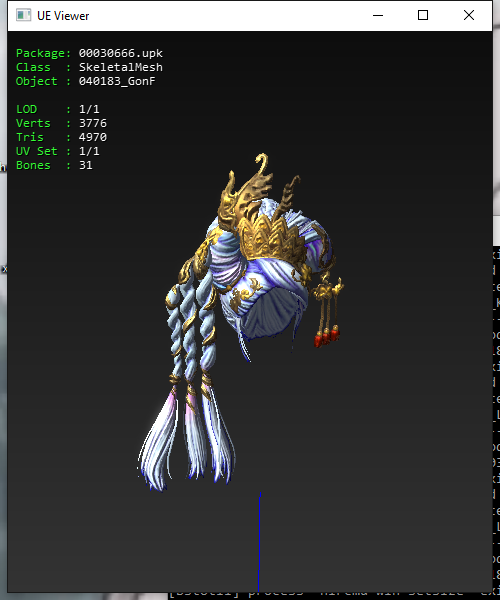 UE Viewer
Package: 00030666.upk
Class : SkeletalMesh
Object : 040183_GonF
LOD : 1/1
Verts : 3776
Tris : 4970
UV Set : 1/1
Bones : 31